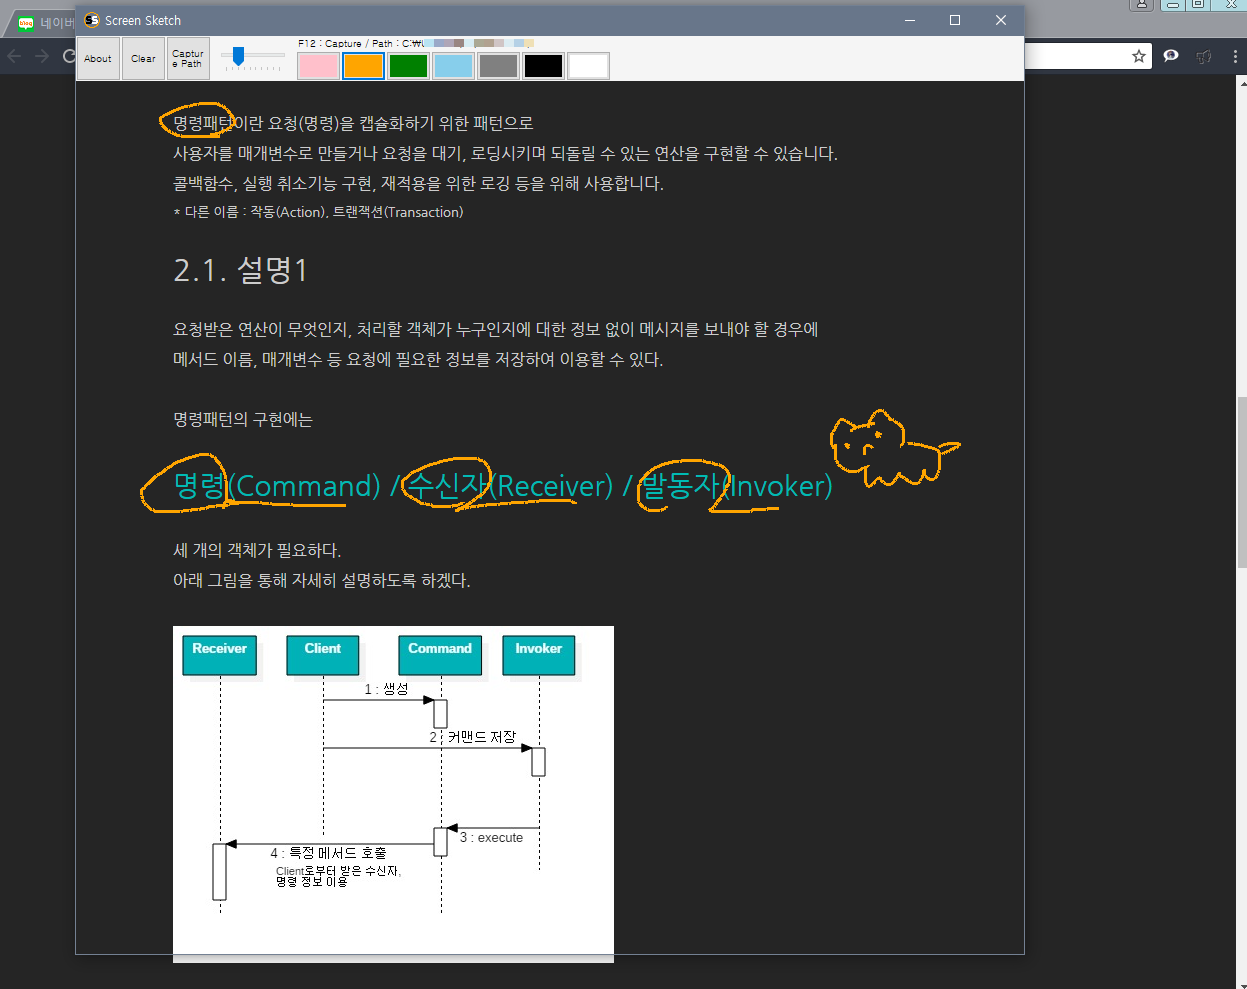 네이버
Screen Sketch
About
Clear
Captur
e Path
F12 : Capture / Path : C:₩
명령패턴이란 요청(명령)을 캡슐화하기 위한 패턴으로
사용자를 매개변수로 만들거나 요청을 대기, 로딩시키며 되돌릴 수 있는 연산을 구현할 수 있습니다.
콜백함수, 실행 취소기능 구현, 재적용을 위한 로깅 등을 위해 사용합니다.
* 다른 이름 : 작동(Action), 트랜잭션(Transaction)
2.1. 설명1
요청받은 연산이 무엇인지, 처리할 객체가 누구인지에 대한 정보 없이 메시지를 보내야 할 경우에
메서드 이름, 매개변수 등 요청에 필요한 정보를 저장하여 이용할 수 있다.
명령패턴의 구현에는
명령(Command) / 수신자(Receiver) / 발동자(Invoker)
세 개의 객체가 필요하다.
아래 그림을 통해 자세히 설명하도록 하겠다.
Receiver
Client
Command
Invoker
1 : 생성
2 : 커맨드 저장
3 : execute
4 : 특정 메서드 호출
Client로부터 받은 수신자,
명령 정보 이용